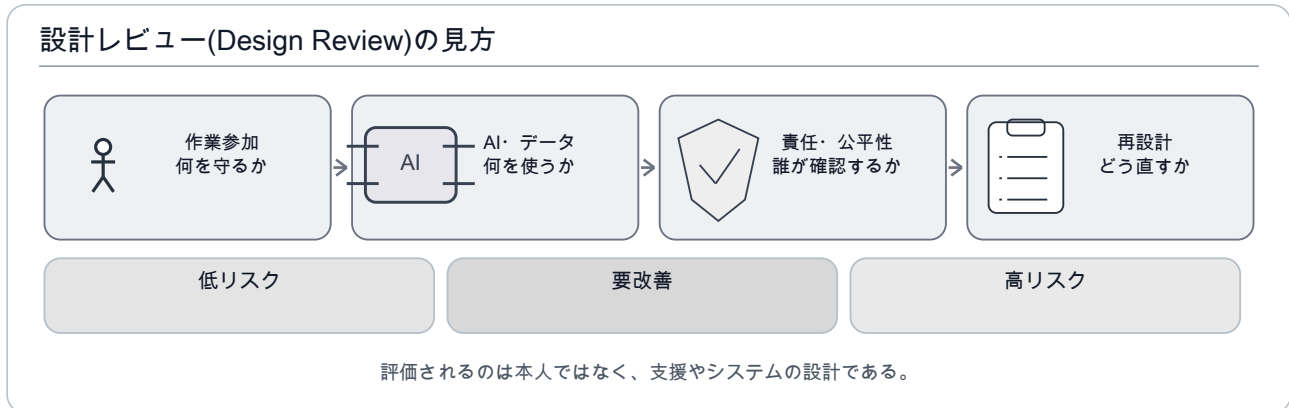 設計レビュー(Design Review)の見方
作業参加
何を守るか
AI
AI・データ
何を使うか
責任・公平性
誰が確認するか
再設計
どう直すか
低リスク
要改善
高リスク
評価されるのは本人ではなく、支援やシステムの設計である。